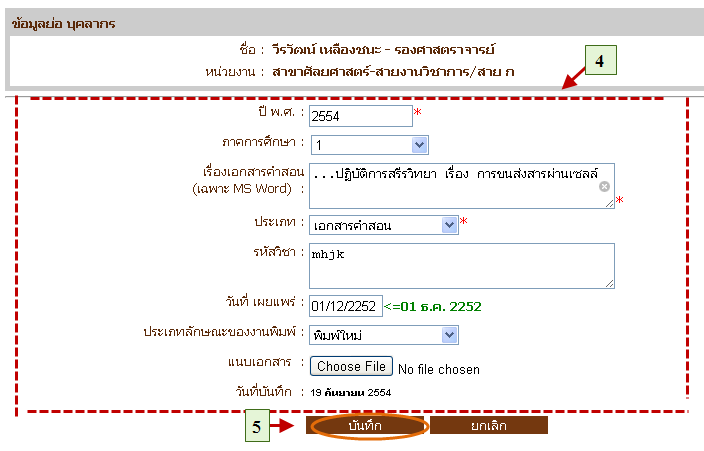 ข้อมูลย่อ บุคลากร
ชื่อ : วีรวัฒน์ เหลืองชนะ - รองศาสตราจารย์
หน่วยงาน : สาขาศัลยศาสตร์-สายงานวิชาการ/สาย ก
4
ปี พ.ศ. : 2554 *
ภาคการศึกษา : 1
เรื่องเอกสารคำสอน ...ปฏิบัติการสรีรวิทยา เรื่อง การขนส่งสารผ่านเซลล์
(เฉพาะ MS Word) : *
ประเภท : เอกสารคำสอน *
รหัสวิชา : mhjk
วันที่ เผยแพร่ : 01/12/2252 <=01 ธ.ค. 2252
ประเภทลักษณะของงานพิมพ์ : พิมพ์ใหม่
แนบเอกสาร : Choose File No file chosen
วันที่บันทึก : 19 กันยายน 2554
5 บันทึก ยกเลิก